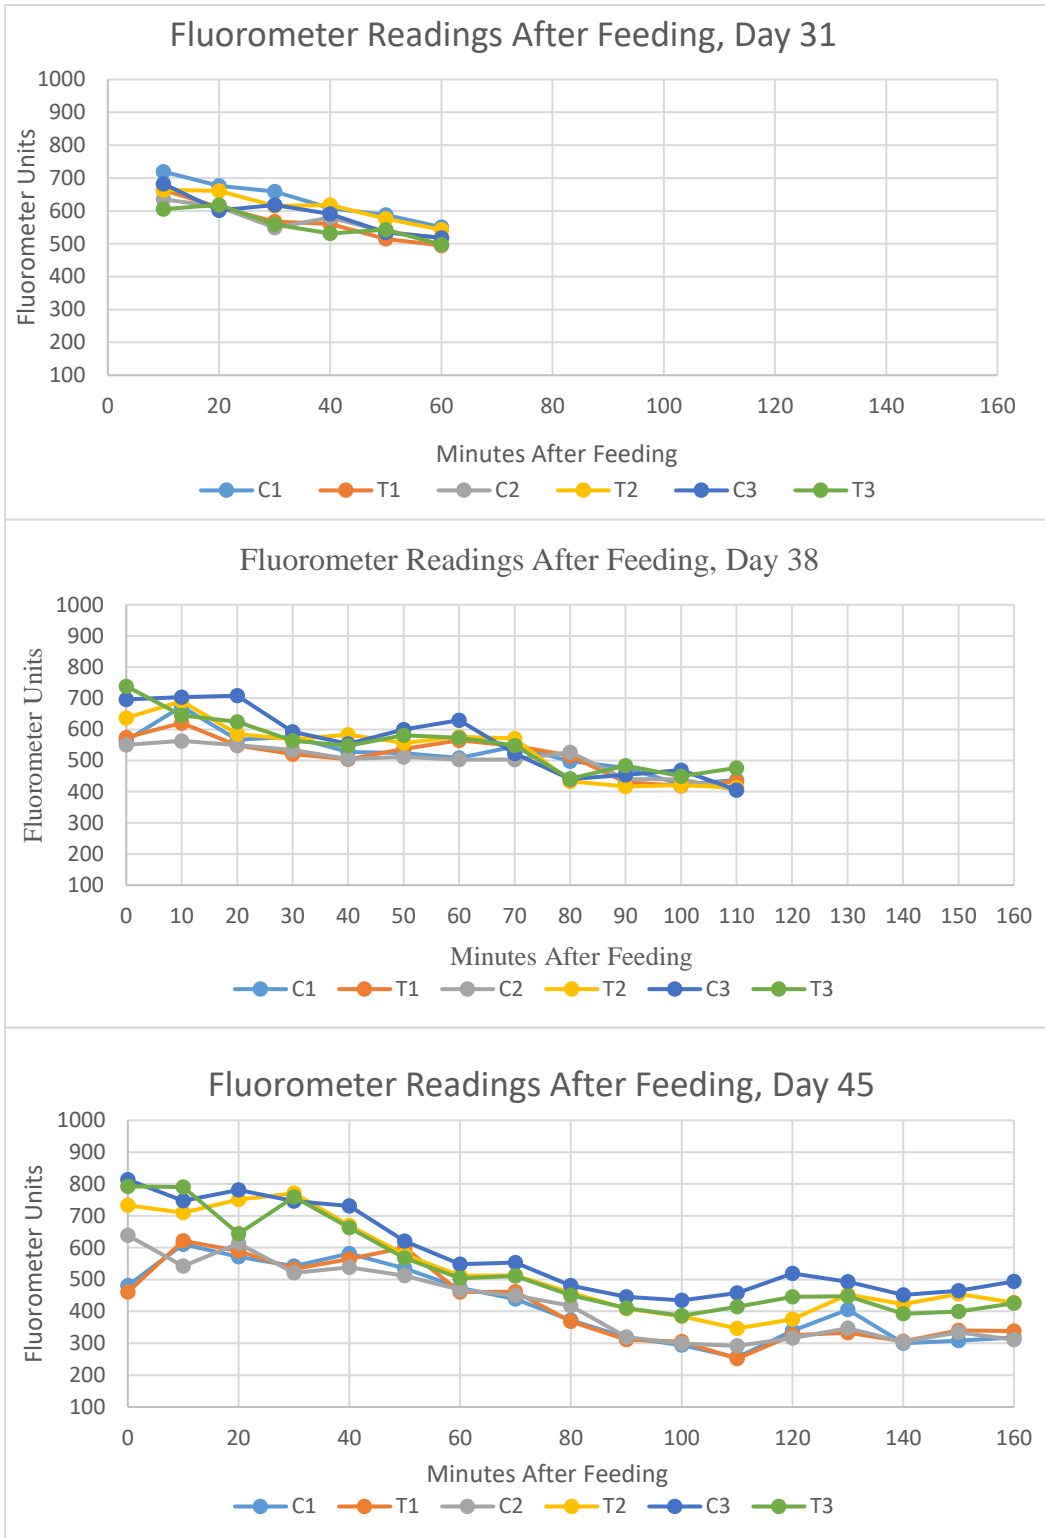 Fluorometer Readings After Feeding, Day 31
Fluorometer Units
1000
900
800
700
600
500
400
300
200
100
0 20 40 60 80 100 120 140 160
Minutes After Feeding
C1 T1 C2 T2 C3 T3
Fluorometer Readings After Feeding, Day 38
Fluorometer Units
1000
900
800
700
600
500
400
300
200
100
0 10 20 30 40 50 60 70 80 90 100 110 120 130 140 150 160
Minutes After Feeding
C1 T1 C2 T2 C3 T3
Fluorometer Readings After Feeding, Day 45
Fluorometer Units
1000
900
800
700
600
500
400
300
200
100
0 20 40 60 80 100 120 140 160
Minutes After Feeding
C1 T1 C2 T2 C3 T3